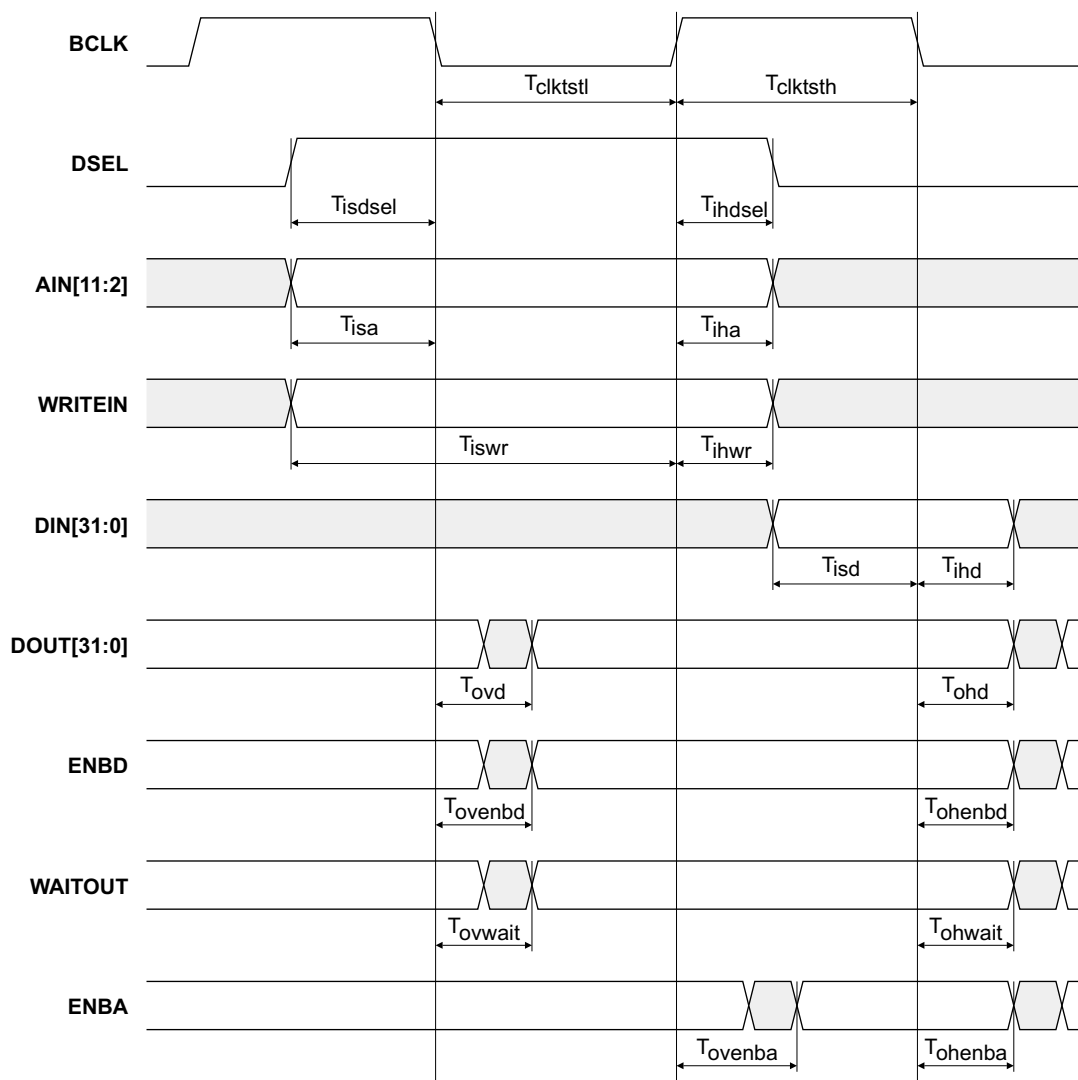 BCLK
Tclktstl
Tclktsth
DSEL
Tisdsel
Tihdsel
AIN[11:2]
Tisa
Tiha
WRITEIN
Tiswr
Tihwr
DIN[31:0]
Tisd
Tihd
DOUT[31:0]
Tovd
Tohd
ENBD
Tovenbd
Tohenbd
WAITOUT
Tovwait
Tohwait
ENBA
Tovenba
Tohenba